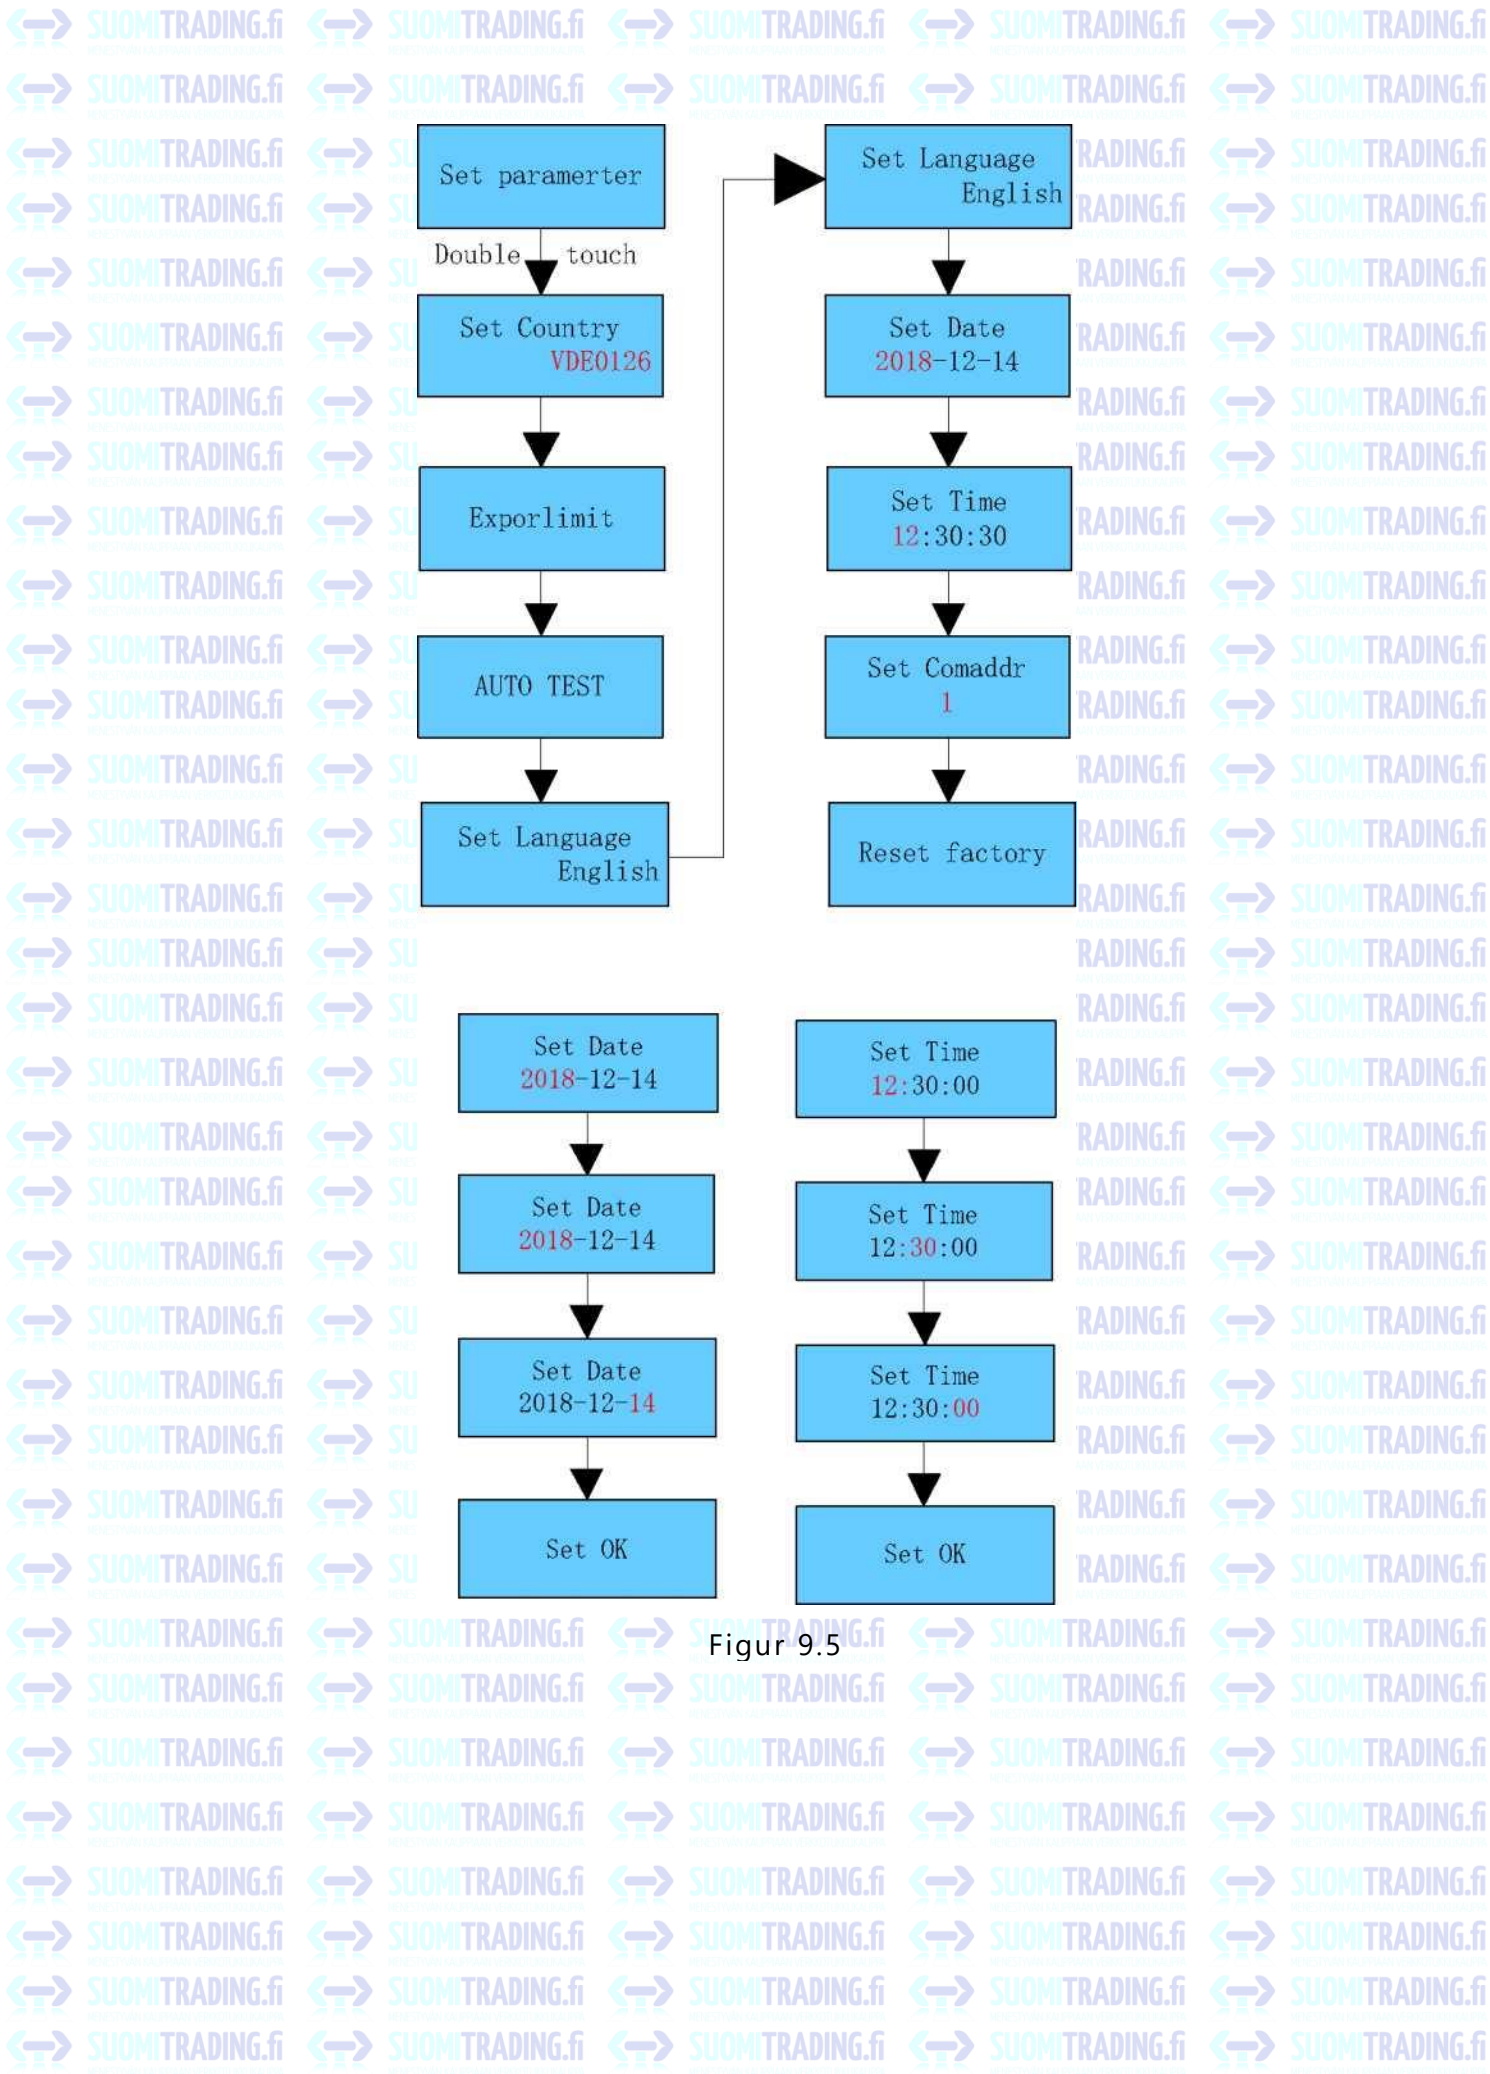 Set paramerter
Double touch
Set Country
VDE0126
Exporlimit
AUTO TEST
Set Language
English
Set Language
English
Set Date
2018-12-14
Set Time
12:30:30
Set Comaddr
1
Reset factory
Set Date
2018-12-14
Set Date
2018-12-14
Set Date
2018-12-14
Set OK
Set Time
12:30:00
Set Time
12:30:00
Set Time
12:30:00
Set OK
Figur 9.5
SUOMITRADING.fi